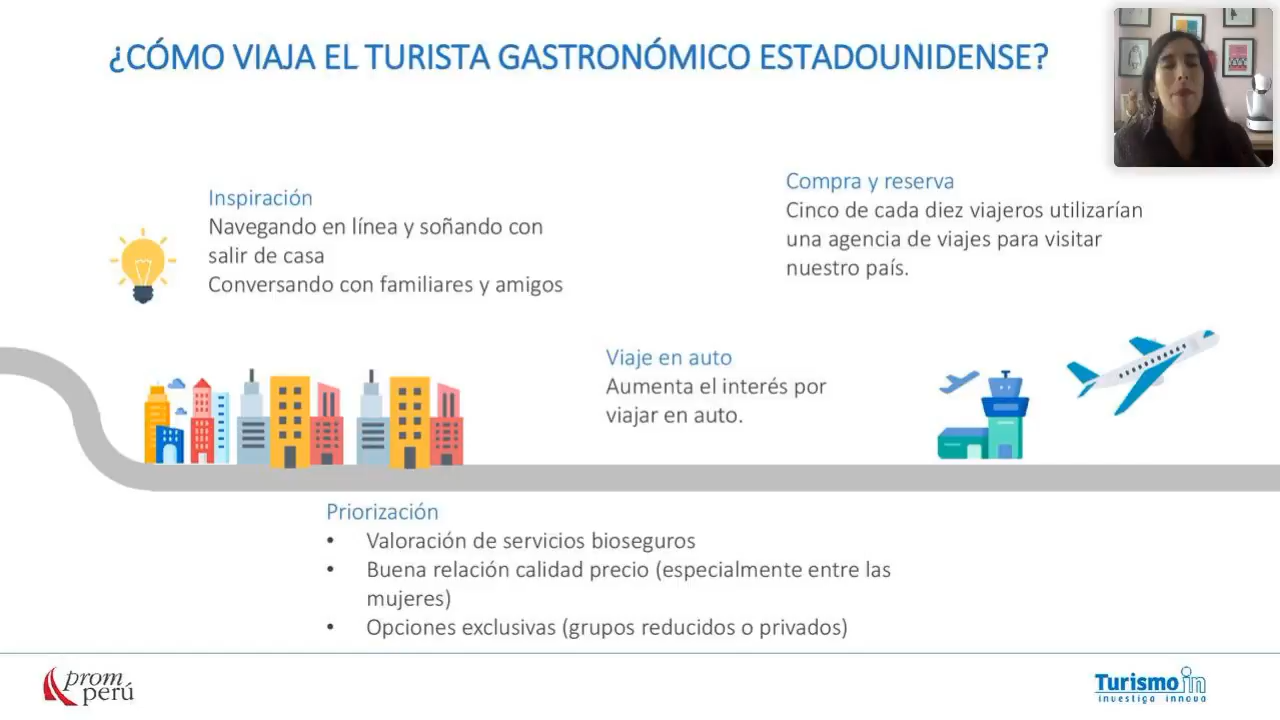 ¿CÓMO VIAJA EL TURISTA GASTRONÓMICO ESTADOUNIDENSE?
Inspiración
Navegando en línea y soñando con
salir de casa
Conversando con familiares y amigos
Compra y reserva
Cinco de cada diez viajeros utilizarían
una agencia de viajes para visitar
nuestro país.
Viaje en auto
Aumenta el interés por
viajar en auto.
Priorización
• Valoración de servicios bioseguros
• Buena relación calidad precio (especialmente entre las
mujeres)
• Opciones exclusivas (grupos reducidos o privados)
prom
perú
Turismo in
investiga innova